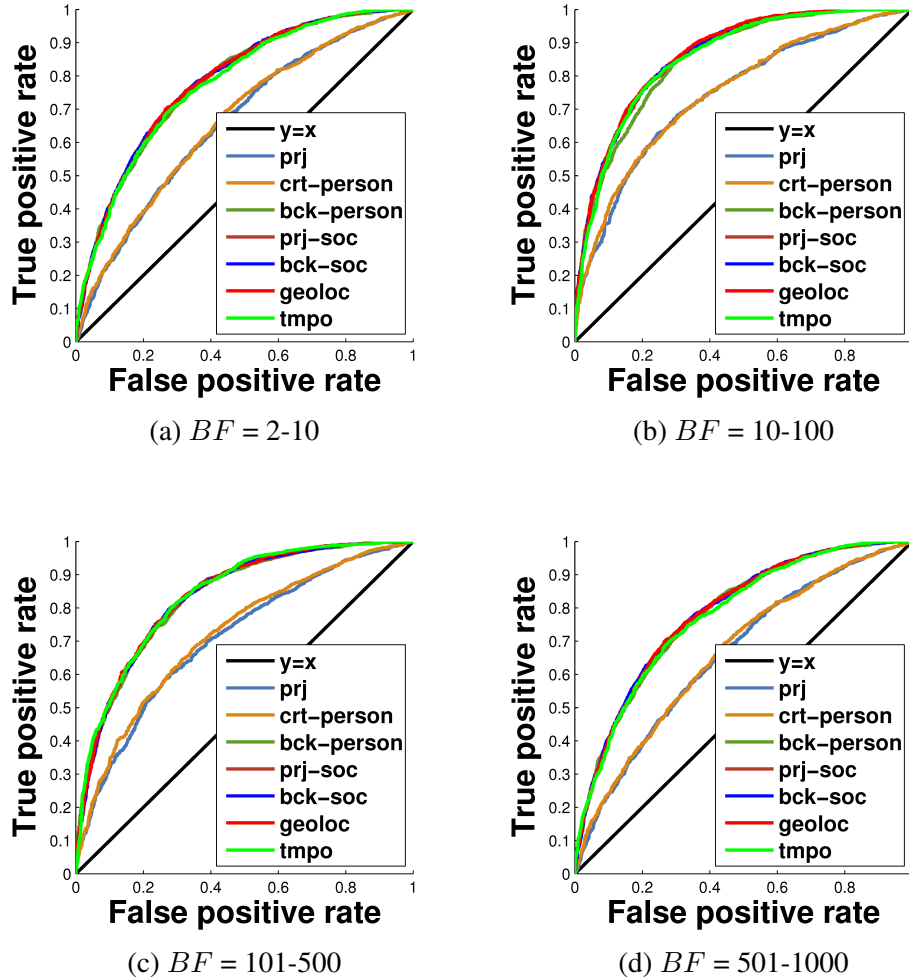 1
0.9
0.8
0.7
0.6
0.5
0.4
0.3
0.2
0.1
0
True positive rate
y=x
prj
crt−person
bck−person
prj−soc
bck−soc
geoloc
tmpo
0 0.2 0.4 0.6 0.8 1
False positive rate
(a) BF = 2-10
1
0.9
0.8
0.7
0.6
0.5
0.4
0.3
0.2
0.1
0
True positive rate
y=x
prj
crt−person
bck−person
prj−soc
bck−soc
geoloc
tmpo
0 0.2 0.4 0.6 0.8
False positive rate
(b) BF = 10-100
1
0.9
0.8
0.7
0.6
0.5
0.4
0.3
0.2
0.1
0
True positive rate
y=x
prj
crt−person
bck−person
prj−soc
bck−soc
geoloc
tmpo
0 0.2 0.4 0.6 0.8 1
False positive rate
(c) BF = 101-500
1
0.9
0.8
0.7
0.6
0.5
0.4
0.3
0.2
0.1
0
True positive rate
y=x
prj
crt−person
bck−person
prj−soc
bck−soc
geoloc
tmpo
0 0.2 0.4 0.6 0.8
False positive rate
(d) BF = 501-1000